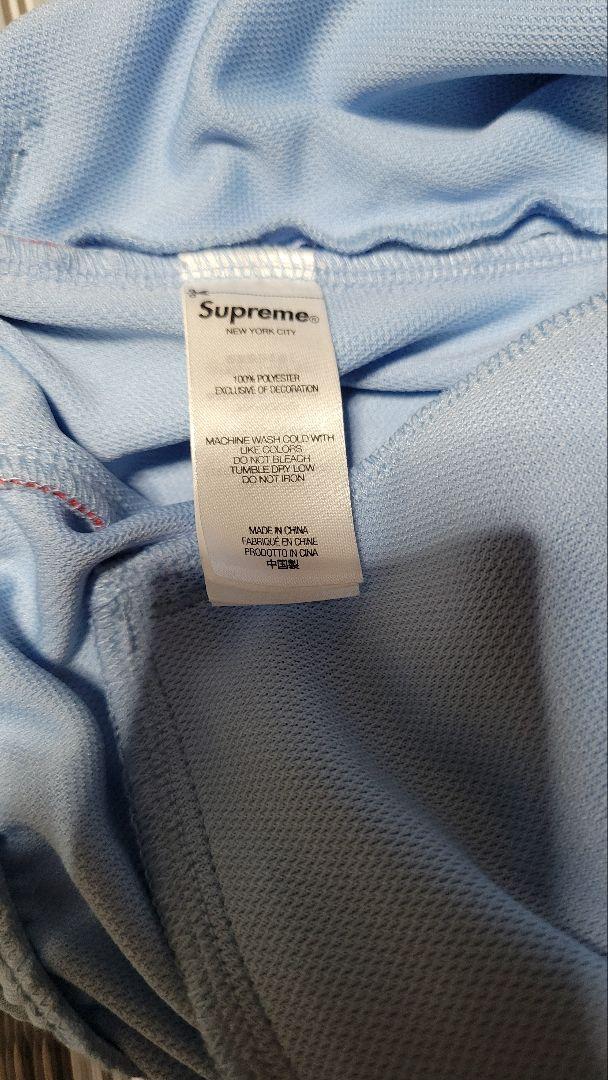 Supreme®
NEW YORK CITY
100% POLYESTER
EXCLUSIVE OF DECORATION
MACHINE WASH COLD WITH
LIKE COLORS
DO NOT BLEACH
TUMBLE DRY LOW
DO NOT IRON
MADE IN CHINA
FABRIQUÉ EN CHINE
PRODOTTO IN CINA
中国製